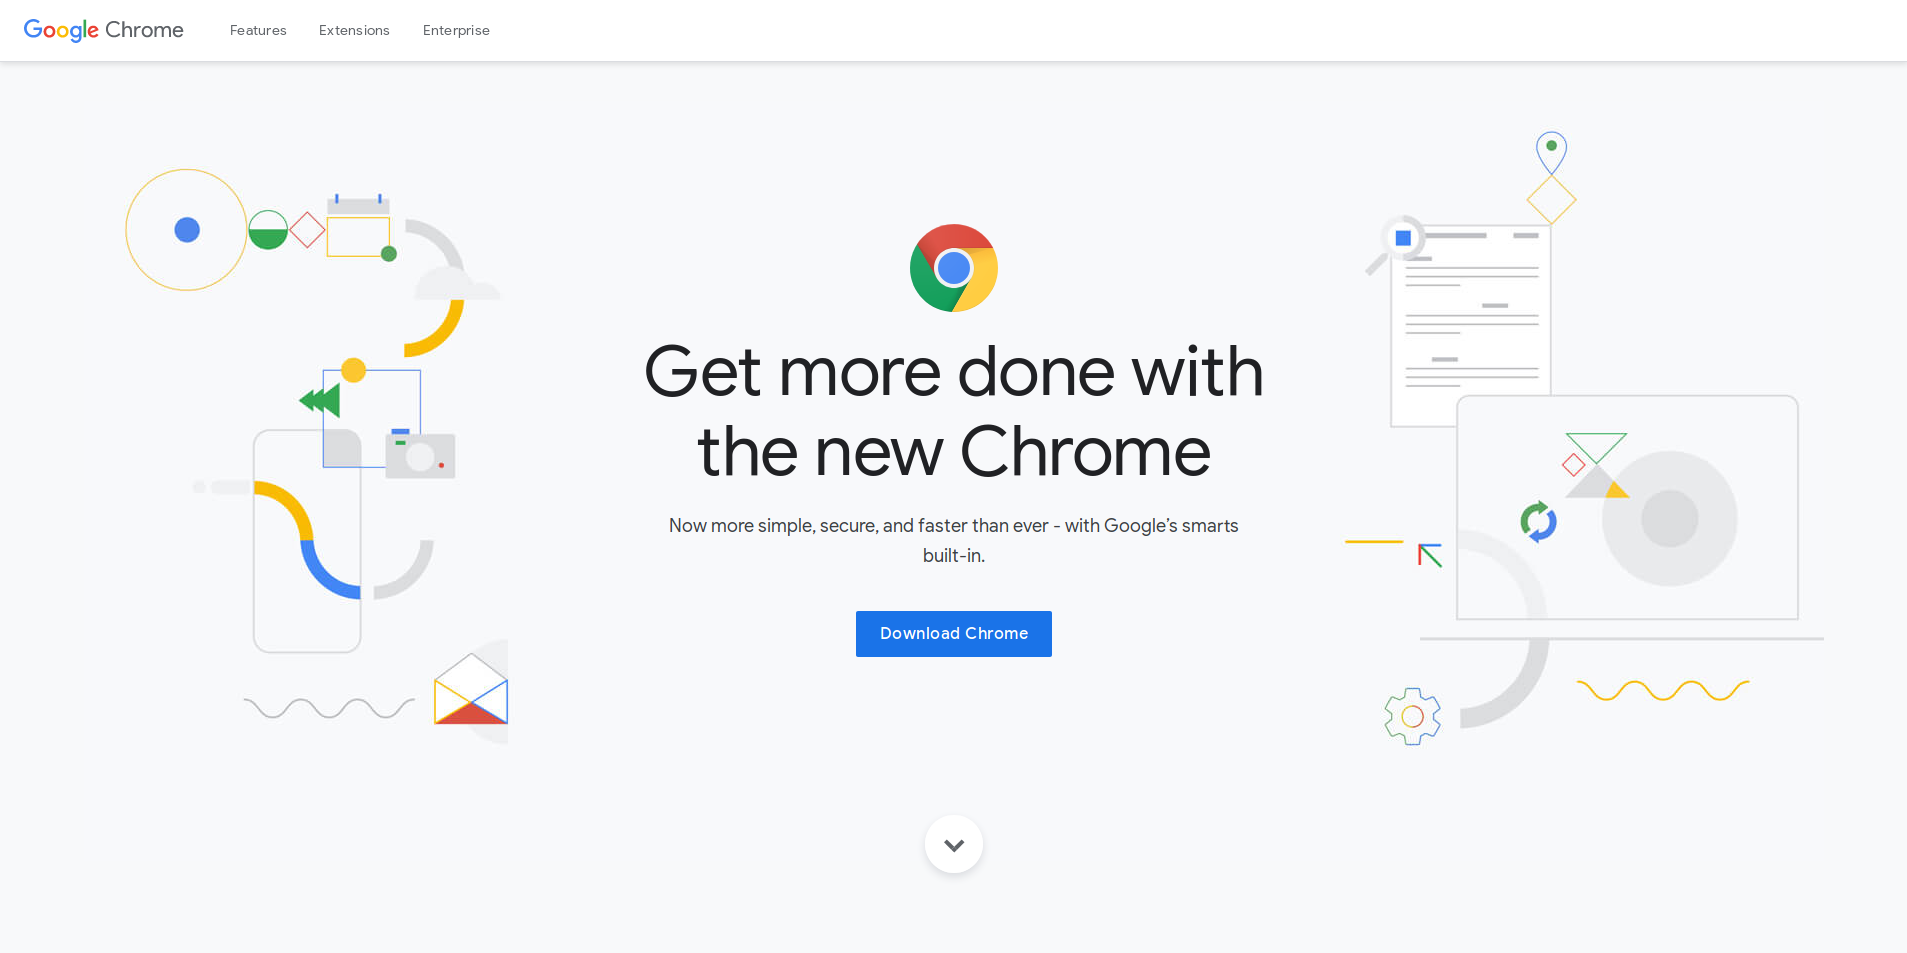 Google Chrome
Features
Extensions
Enterprise
Get more done with
the new Chrome
Now more simple, secure, and faster than ever - with Google’s smarts
built-in.
Download Chrome